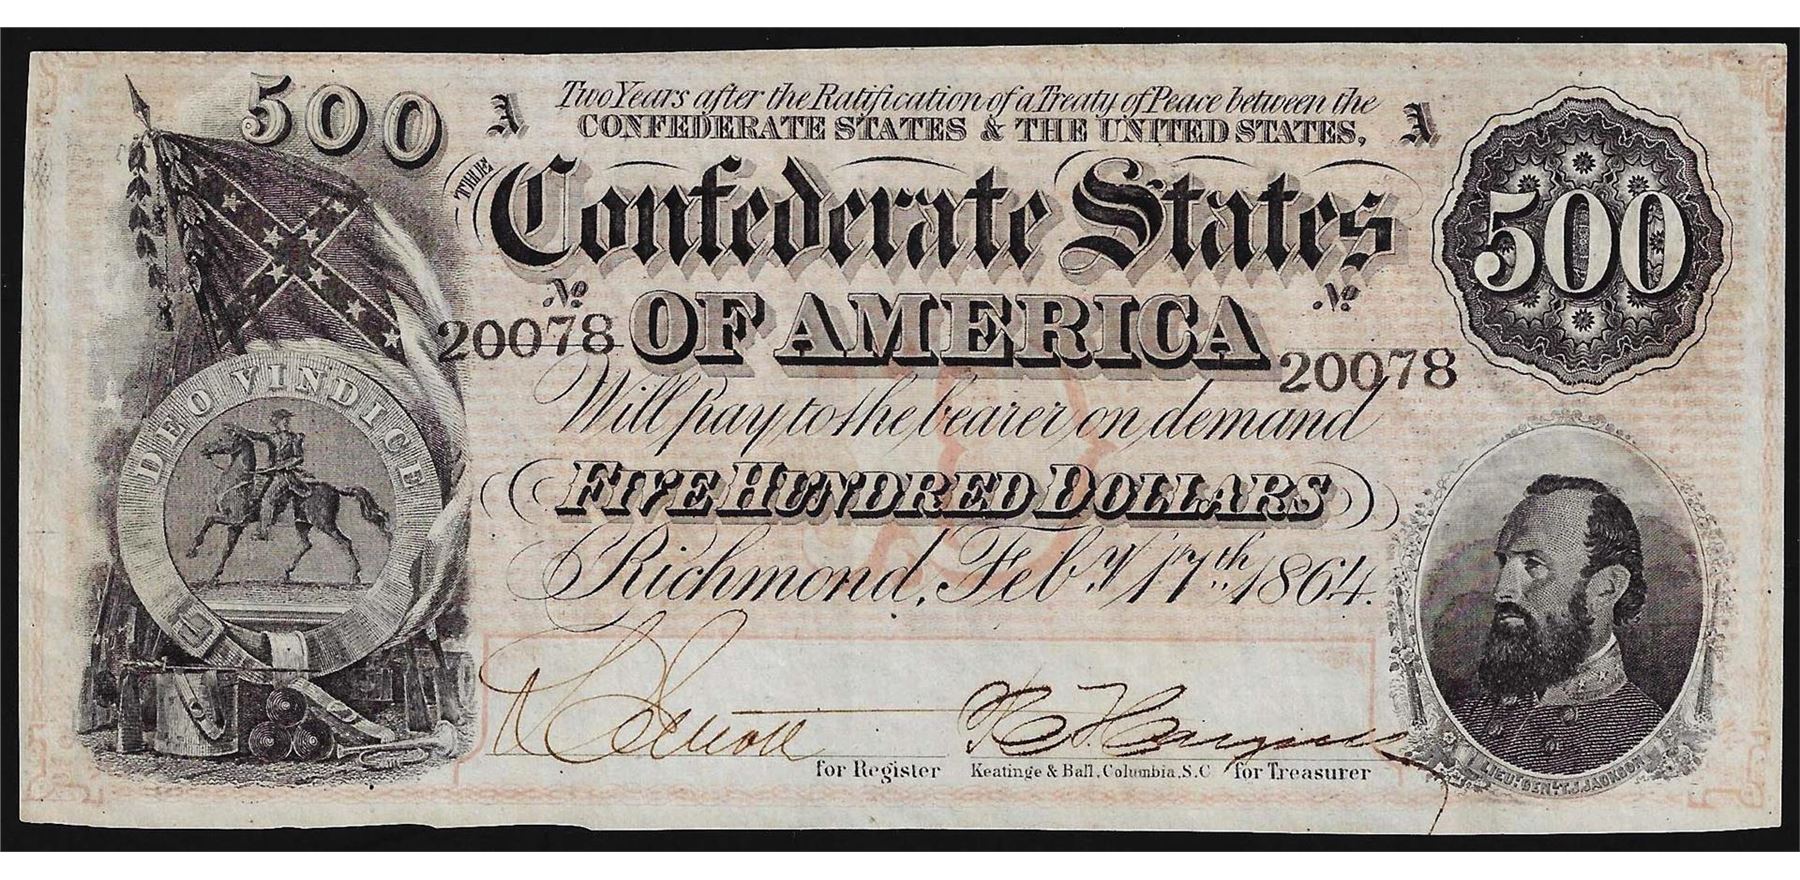 500
A Two Years after the Ratification of a Treaty of Peace between the A
CONFEDERATE STATES & THE UNITED STATES,
THE Confederate States
500
No. No.
OF AMERICA
20078 20078
DEO VINDICE
Will pay to the bearer on demand
FIVE HUNDRED DOLLARS
Richmond, Feb.y 17th 1864.
for Register Keatinge & Ball, Columbia, S.C. for Treasurer
LIEUT. GENL. T.J. JACKSON